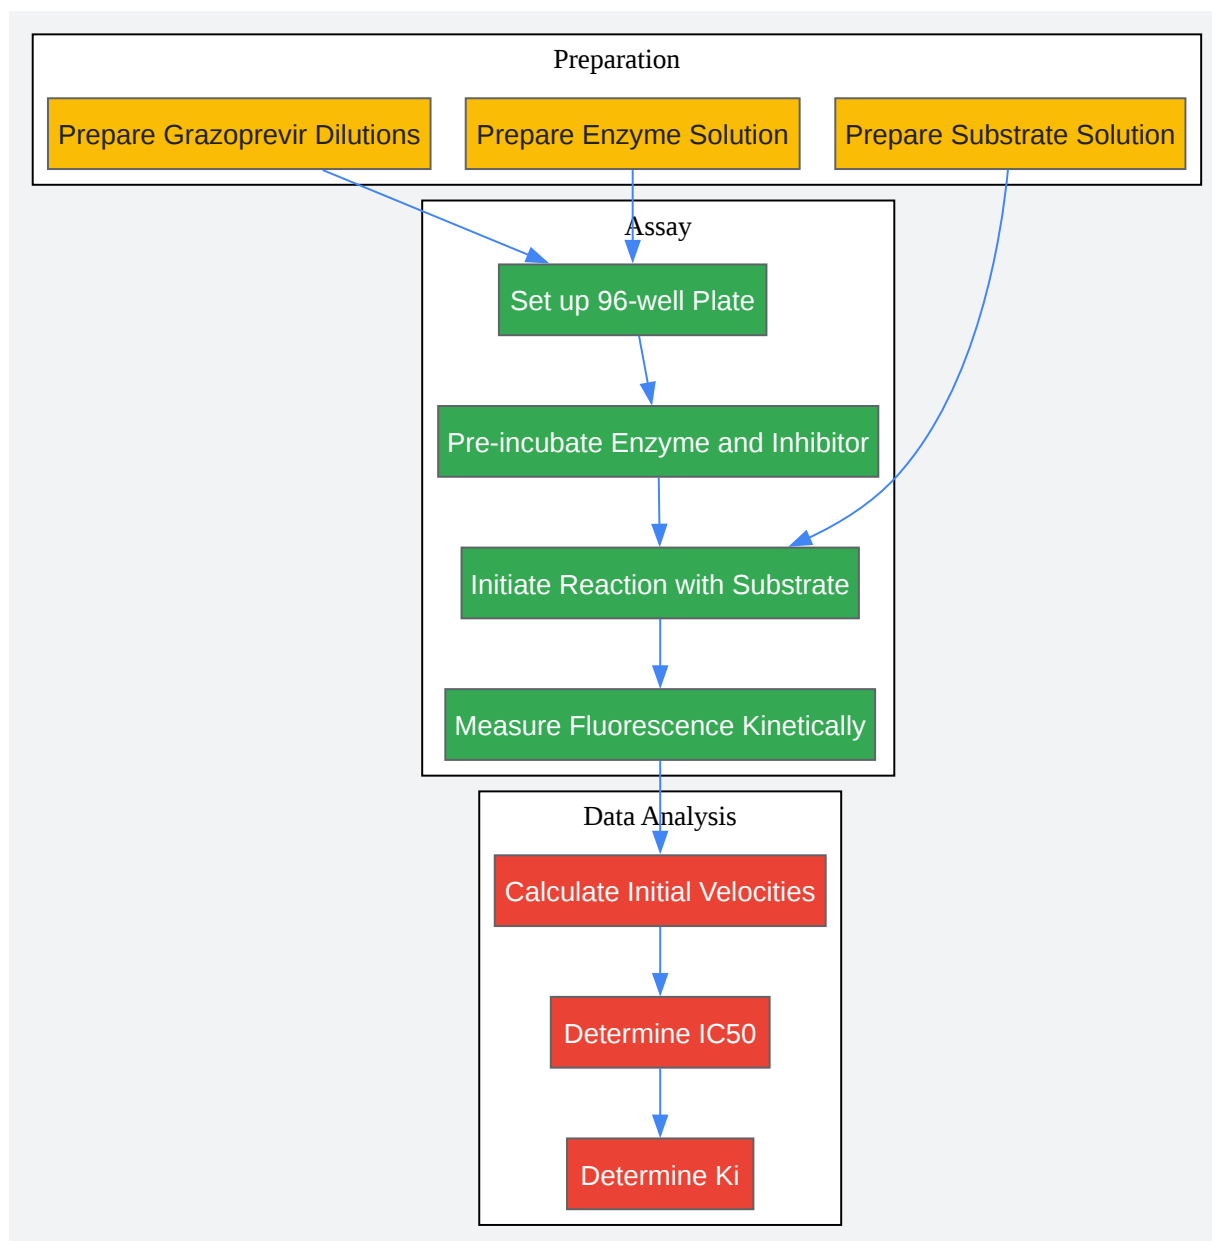 Preparation
Prepare Grazoprevir Dilutions
Prepare Enzyme Solution
Prepare Substrate Solution
Assay
Set up 96-well Plate
Pre-incubate Enzyme and Inhibitor
Initiate Reaction with Substrate
Measure Fluorescence Kinetically
Data Analysis
Calculate Initial Velocities
Determine IC50
Determine Ki